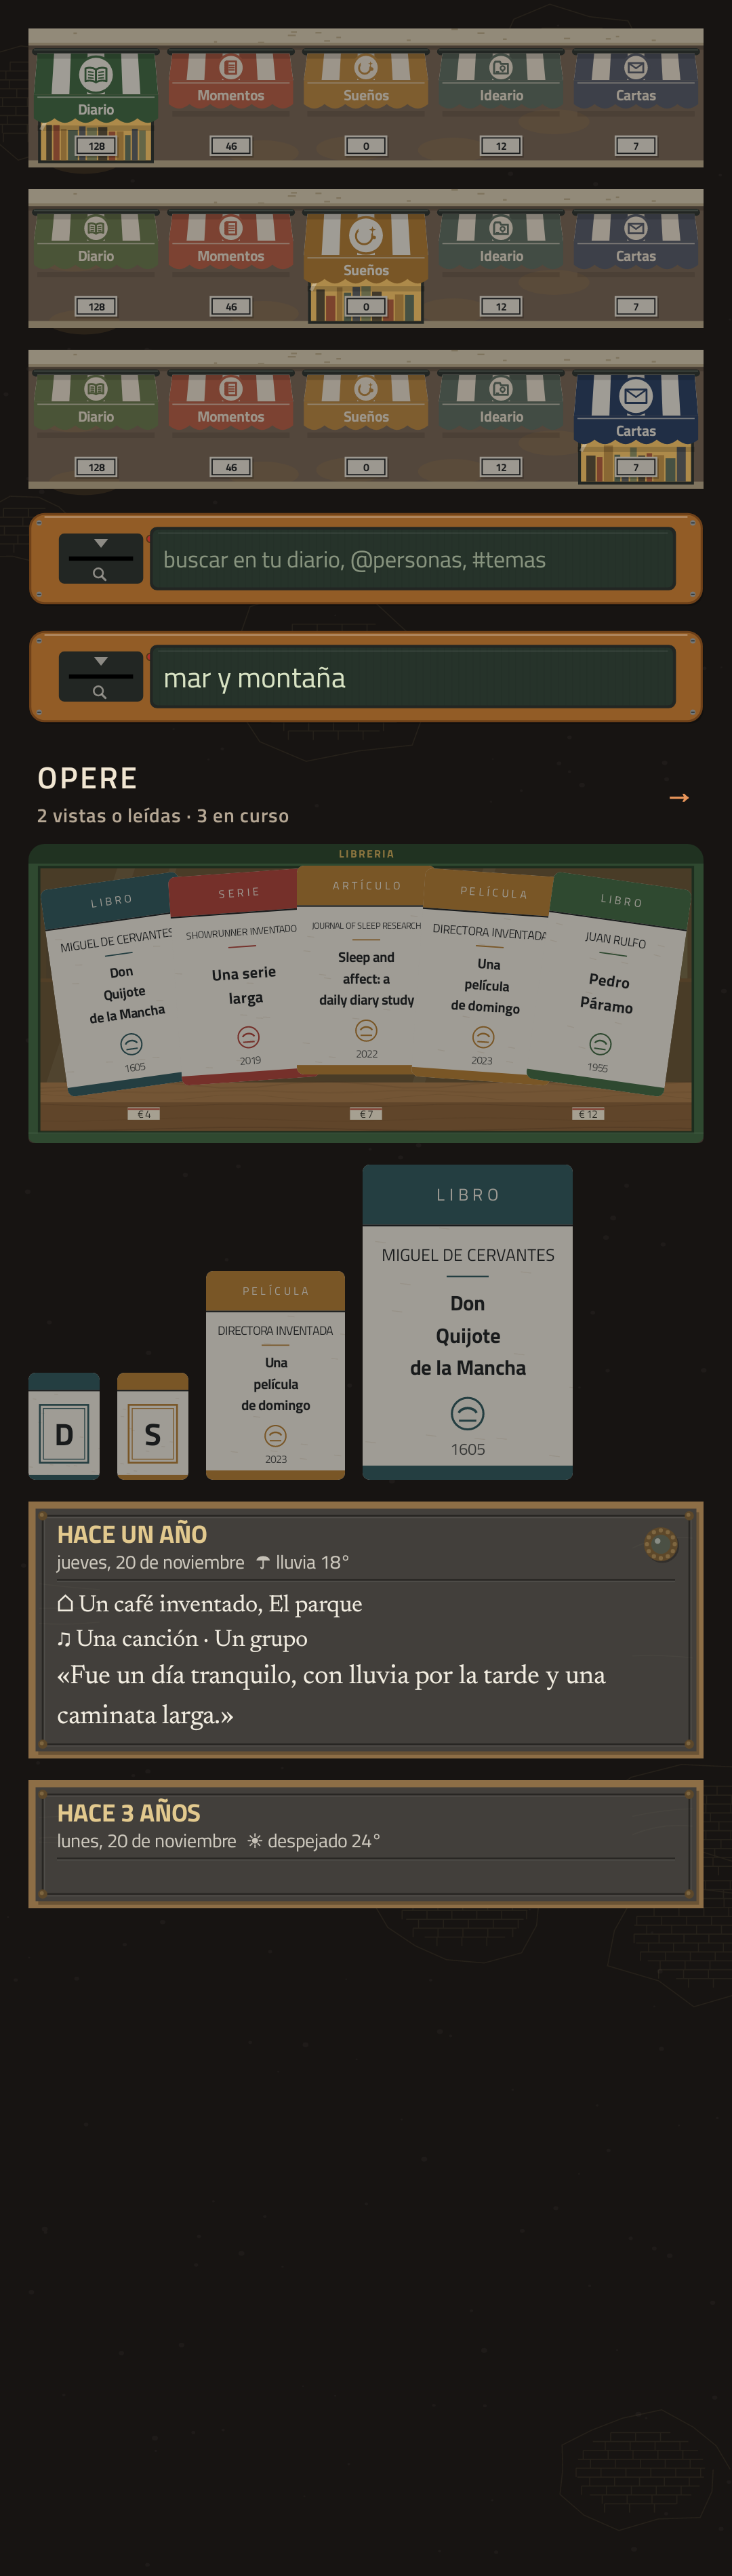 Diario Momentos Sueños Ideario Cartas
128 46 0 12 7
Diario Momentos Sueños Ideario Cartas
128 46 0 12 7
Diario Momentos Sueños Ideario Cartas
128 46 0 12 7
buscar en tu diario, @personas, #temas
mar y montaña
OPERE
2 vistas o leídas · 3 en curso
→
LIBRERIA
LIBRO
MIGUEL DE CERVANTES
Don
Quijote
de la Mancha
1605
SERIE
SHOWRUNNER INVENTADO
Una serie
larga
2019
ARTÍCULO
JOURNAL OF SLEEP RESEARCH
Sleep and
affect: a
daily diary study
2022
PELÍCULA
DIRECTORA INVENTADA
Una
película
de domingo
2023
LIBRO
JUAN RULFO
Pedro
Páramo
1955
€ 4 € 7 € 12
D
S
PELÍCULA
DIRECTORA INVENTADA
Una
película
de domingo
2023
LIBRO
MIGUEL DE CERVANTES
Don
Quijote
de la Mancha
1605
HACE UN AÑO
jueves, 20 de noviembre ☂ lluvia 18°
⌂ Un café inventado, El parque
♫ Una canción · Un grupo
«Fue un día tranquilo, con lluvia por la tarde y una
caminata larga.»
HACE 3 AÑOS
lunes, 20 de noviembre ☀ despejado 24°